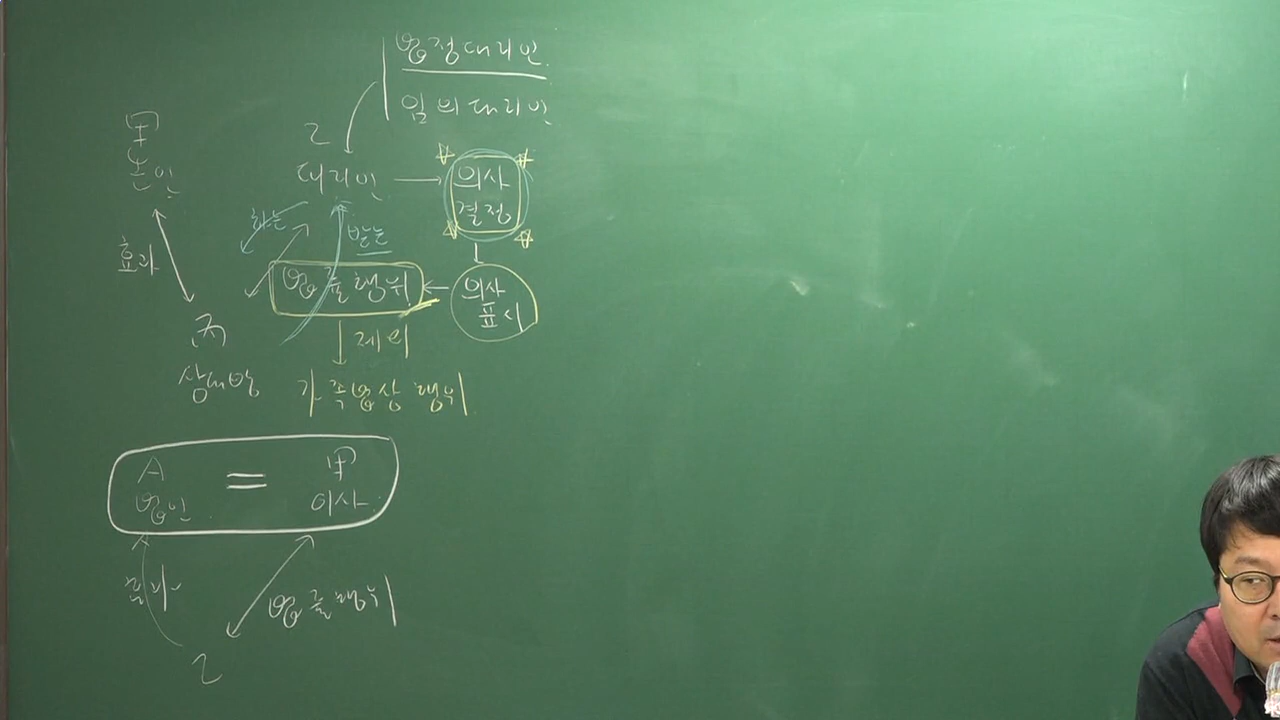 법정대리인
임의대리인
甲
본인
乙
대리인
의사
결정
하는
받는
효과
법률행위
의사
표시
丙
상대방
제외
가족법상 행위
A
=
甲
법인
이사
효과
법률행위
乙